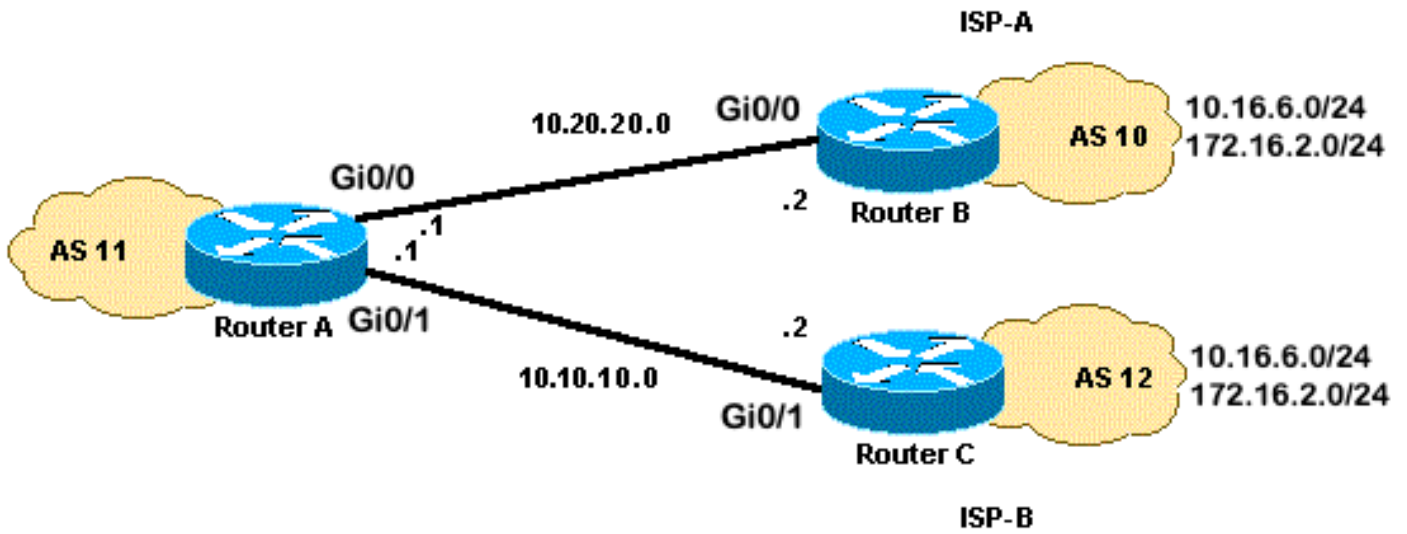 ISP-A
10.20.20.0
Gi0/0
AS 10
10.16.6.0/24
172.16.2.0/24
Gi0/0
.1
.2
Router B
AS 11
.1
Router A
Gi0/1
.2
10.10.10.0
AS 12
10.16.6.0/24
172.16.2.0/24
Gi0/1
Router C
ISP-B